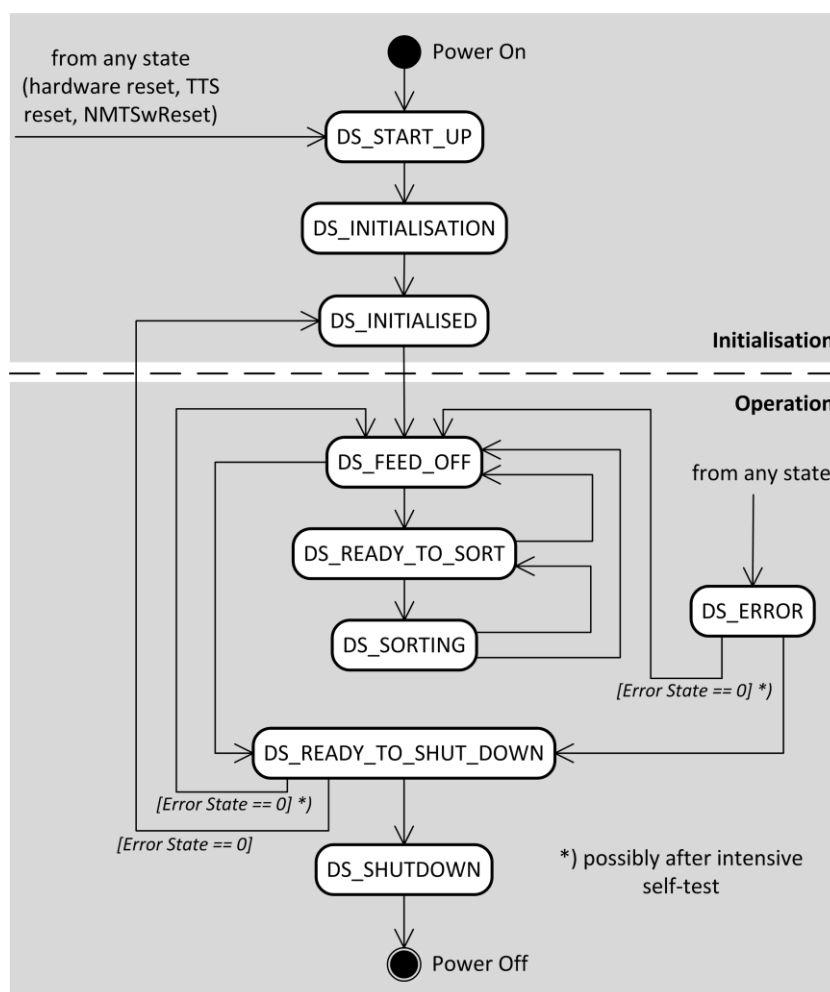 Power On
from any state
(hardware reset, TTS
reset, NMTSwReset)
DS_START_UP
DS_INITIALISATION
DS_INITIALISED
Initialisation
Operation
DS_FEED_OFF
from any state
DS_READY_TO_SORT
DS_ERROR
DS_SORTING
[Error State == 0] *)
DS_READY_TO_SHUT_DOWN
[Error State == 0] *)
[Error State == 0]
DS_SHUTDOWN
*) possibly after intensive
self-test
Power Off